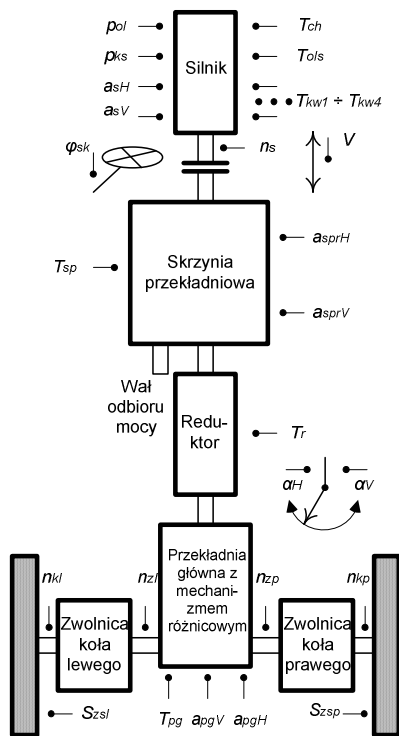 pol
Tch
pks
Silnik
Tols
asH
asV
Tkw1 ÷ Tkw4
φsk
ns
V
asprH
Tsp
Skrzynia
przekładniowa
asprV
Wał
odbioru
mocy
Redu-
ktor
Tr
αH
αV
Przekładnia
główna z
mechani-
zmem
różnicowym
nkl
nzl
nzp
nkp
Zwolnica
koła
lewego
Zwolnica
koła
prawego
Szsl
Tpg
apgV
apgH
Szsp